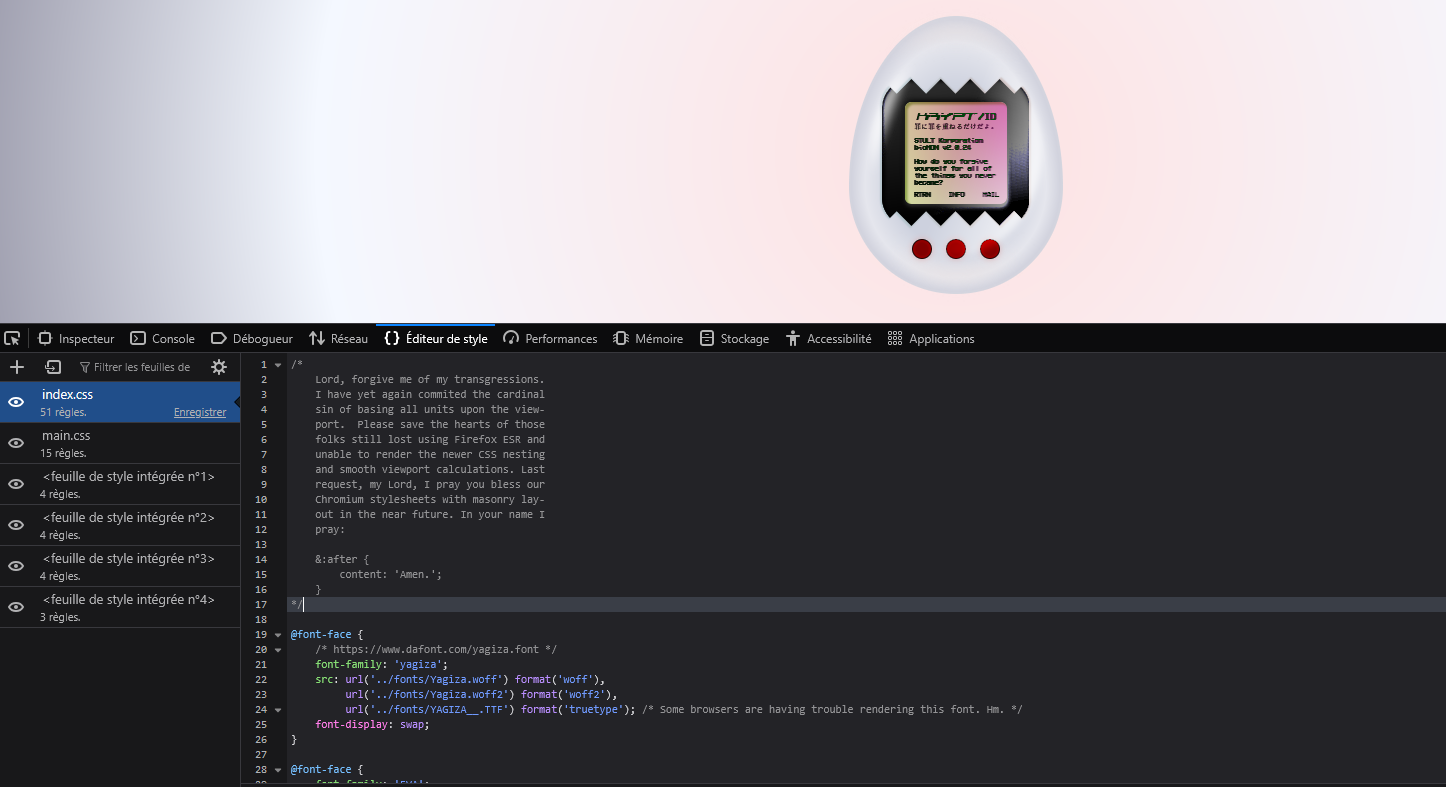 HAYPT/10
罪に罪を重ねるだけだよ。
STULT Korporation
bioMON v2.0.24
How do you forgive
yourself for all of
the things you never
became?
RTRN INFO MAIL
Inspecteur Console Débogueur Réseau Éditeur de style Performances Mémoire Stockage Accessibilité Applications
Filtrer les feuilles de
index.css
51 règles. Enregistrer
main.css
15 règles.
<feuille de style intégrée n°1>
4 règles.
<feuille de style intégrée n°2>
4 règles.
<feuille de style intégrée n°3>
4 règles.
<feuille de style intégrée n°4>
3 règles.
1 /*
2 Lord, forgive me of my transgressions.
3 I have yet again commited the cardinal
4 sin of basing all units upon the view-
5 port.  Please save the hearts of those
6 folks still lost using Firefox ESR and
7 unable to render the newer CSS nesting
8 and smooth viewport calculations. Last
9 request, my Lord, I pray you bless our
10 Chromium stylesheets with masonry lay-
11 out in the near future. In your name I
12 pray:
13
14 &:after {
15 content: 'Amen.';
16 }
17 */
18
19 @font-face {
20 /* https://www.dafont.com/yagiza.font */
21 font-family: 'yagiza';
22 src: url('../fonts/Yagiza.woff') format('woff'),
23 url('../fonts/Yagiza.woff2') format('woff2'),
24 url('../fonts/YAGIZA__.TTF') format('truetype'); /* Some browsers are having trouble rendering this font. Hm. */
25 font-display: swap;
26 }
27
28 @font-face {